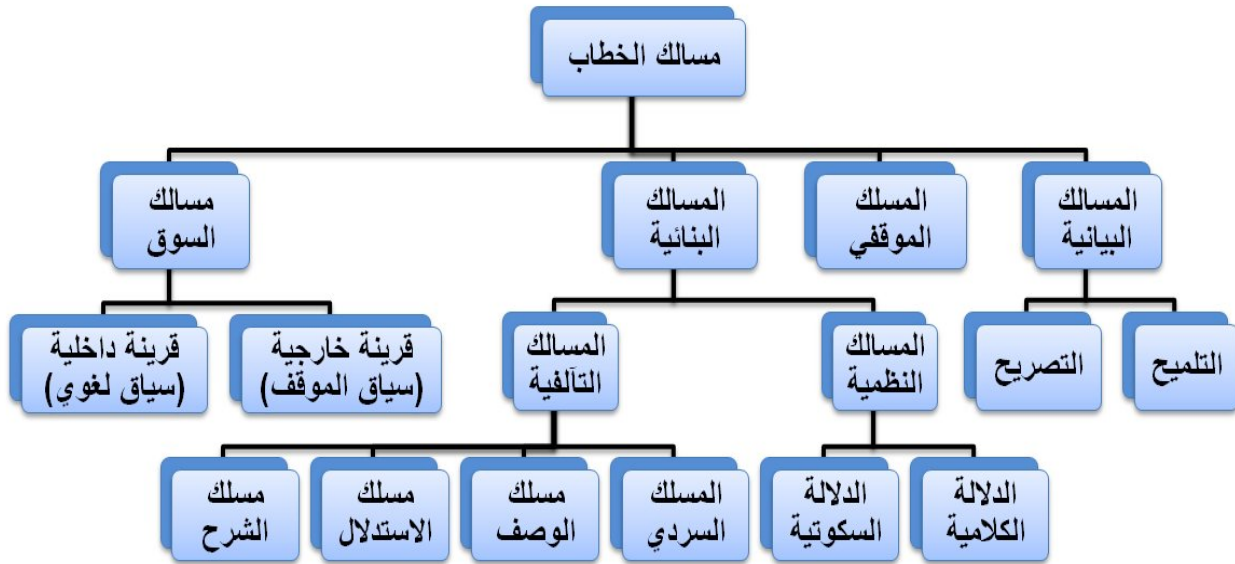 مسالك الخطاب
المسالك
البيانية
المسلك
الموقفي
المسالك
البنائية
مسالك
السوق
التلميح
التصريح
المسالك
النظمية
المسالك
التآلفية
قرينة خارجية
(سياق الموقف)
قرينة داخلية
(سياق لغوي)
الدلالة
الكلامية
الدلالة
السكوتية
المسلك
السردي
مسلك
الوصف
مسلك
الاستدلال
مسلك
الشرح